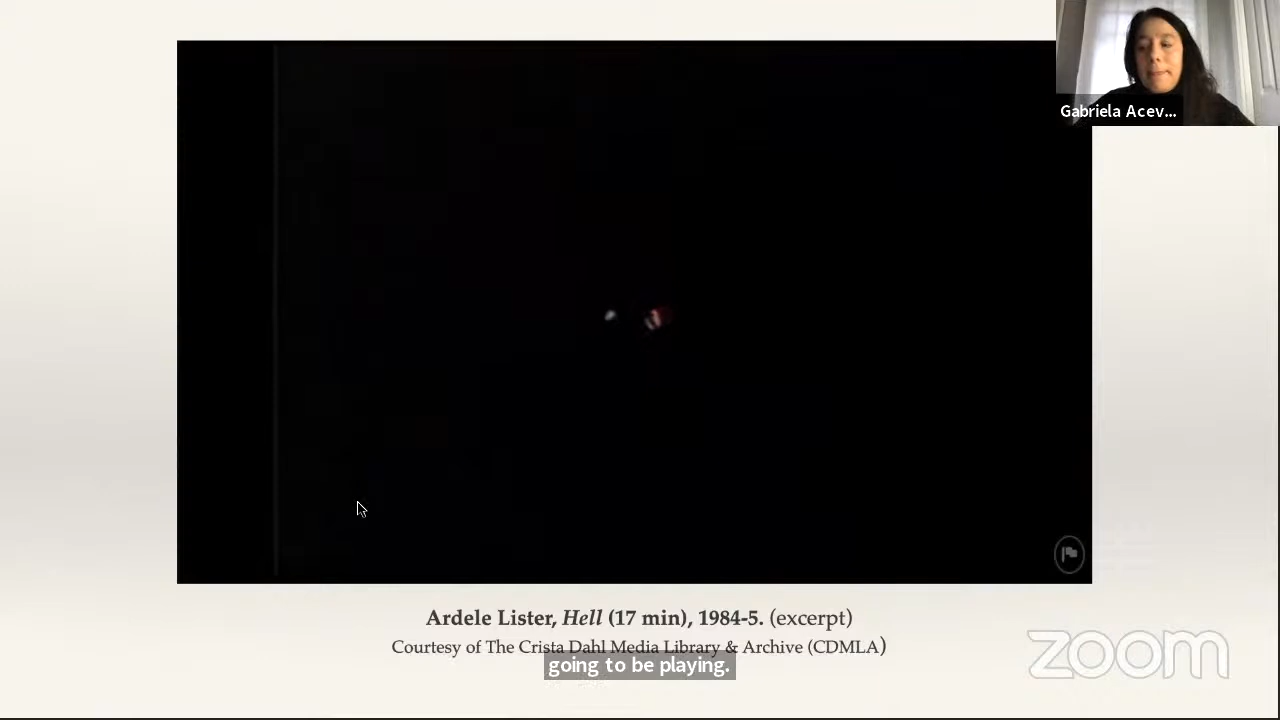 Gabriela Acev...
Ardele Lister, Hell (17 min), 1984-5. (excerpt)
Courtesy of The Crista Dahl Media Library & Archive (CDMLA)
going to be playing.
zoom